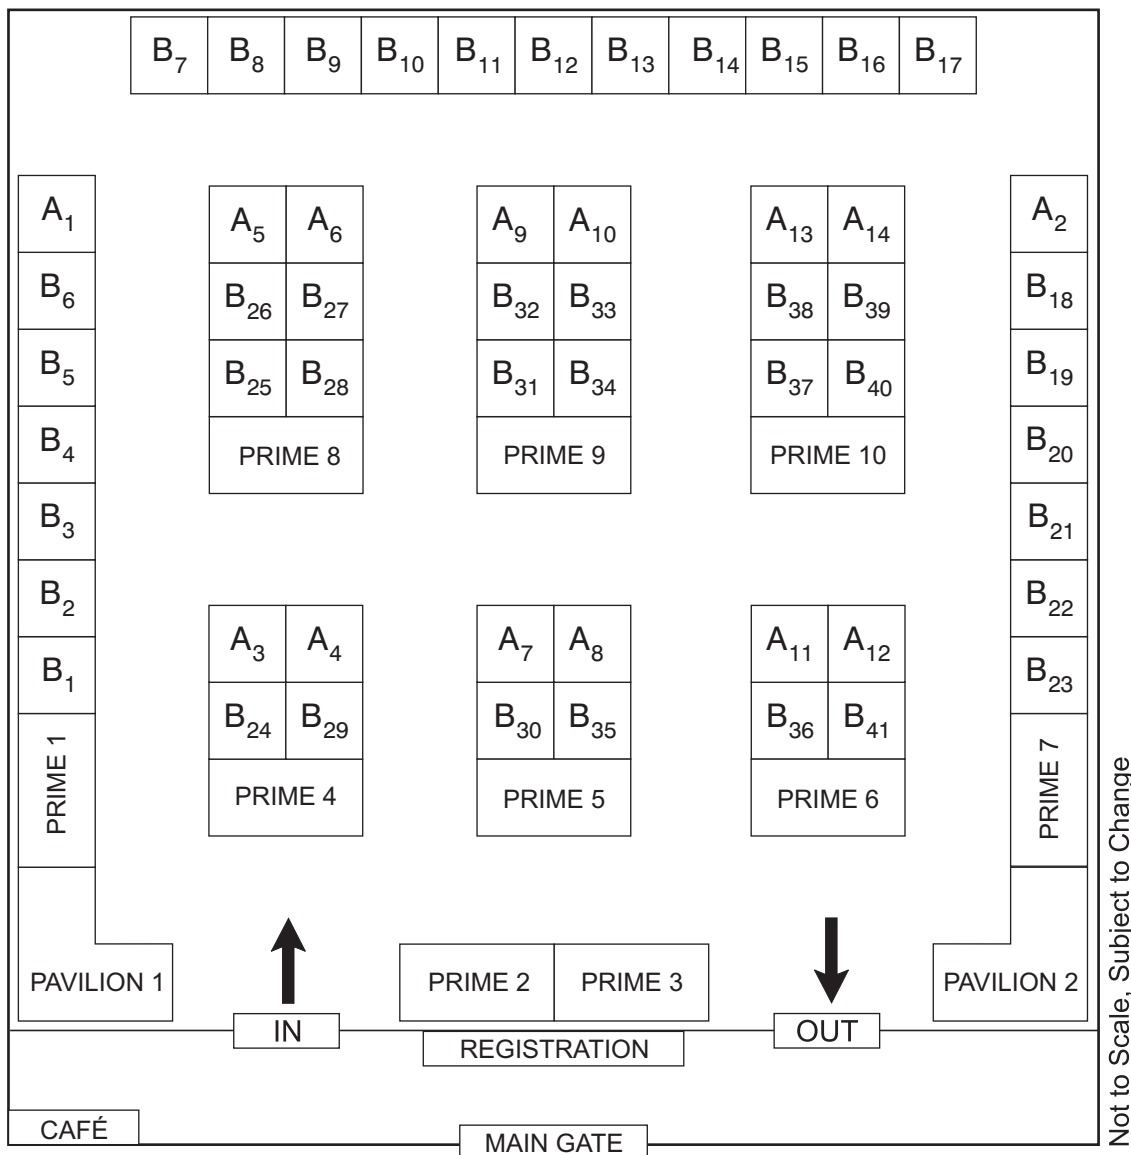 B7 B8 B9 B10 B11 B12 B13 B14 B15 B16 B17
A1 A5 A6 A9 A10 A13 A14 A2
B6 B26 B27 B32 B33 B38 B39 B18
B5 B25 B28 B31 B34 B37 B40 B19
B4 PRIME 8 PRIME 9 PRIME 10 B20
B3 B21
B2 B22
B1 A3 A4 A7 A8 A11 A12 B23
B24 B29 B30 B35 B36 B41
PRIME 1 PRIME 4 PRIME 5 PRIME 6 PRIME 7
PAVILION 1 PRIME 2 PRIME 3 PAVILION 2
IN OUT
REGISTRATION
CAFÉ
MAIN GATE
Not to Scale, Subject to Change